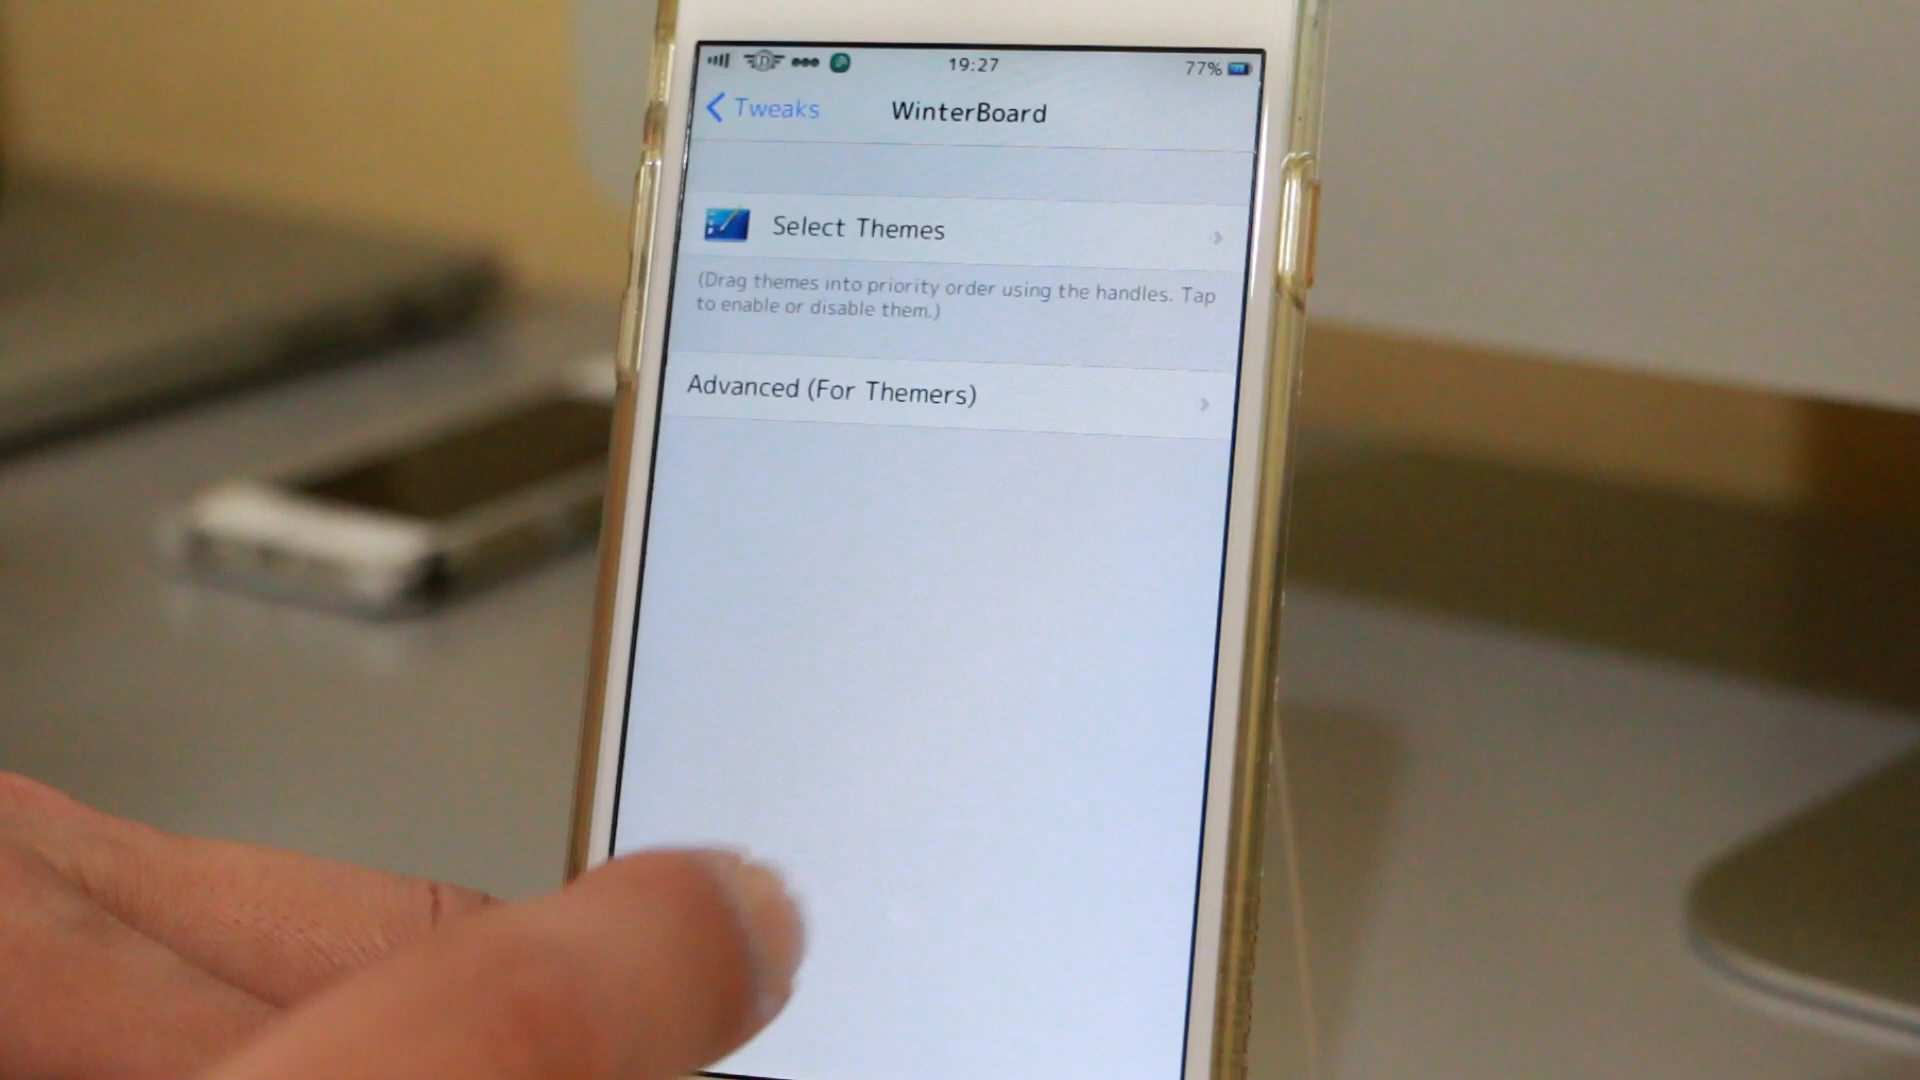 19:27
77%
Tweaks
WinterBoard
Select Themes
(Drag themes into priority order using the handles. Tap
to enable or disable them.)
Advanced (For Themers)